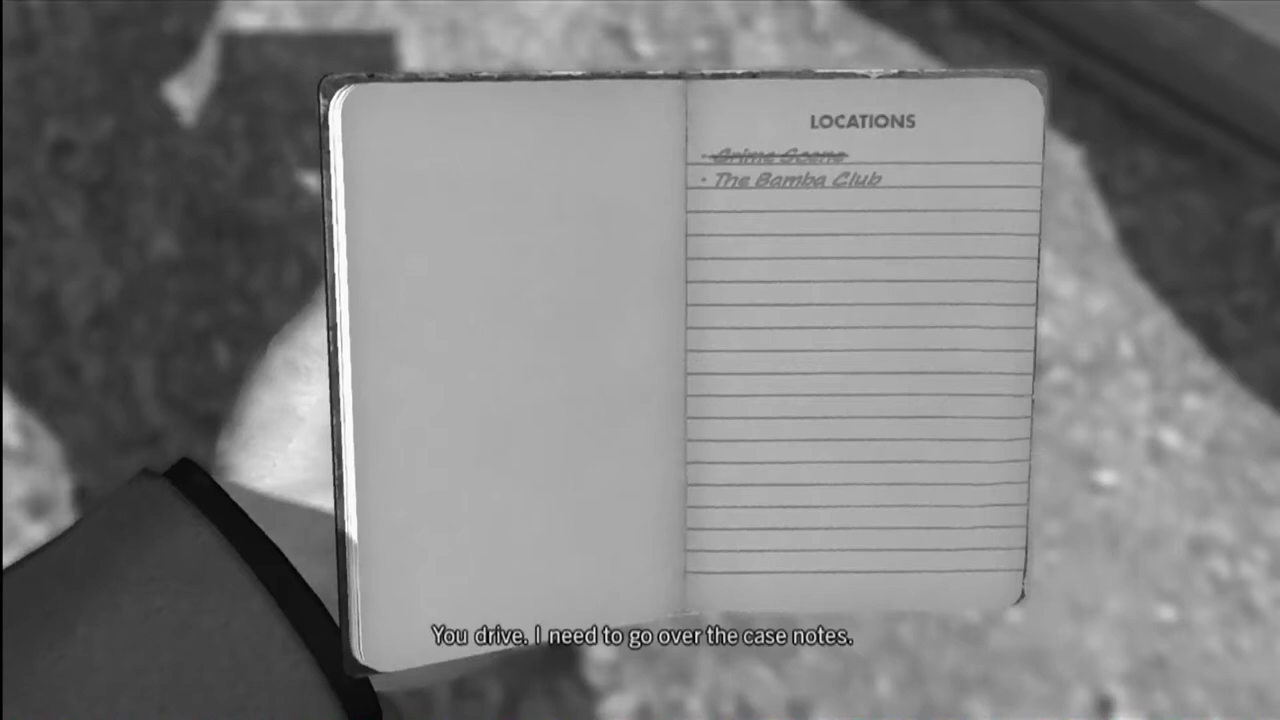 LOCATIONS
· Crime Scene
· The Bamba Club
You drive. I need to go over the case notes.